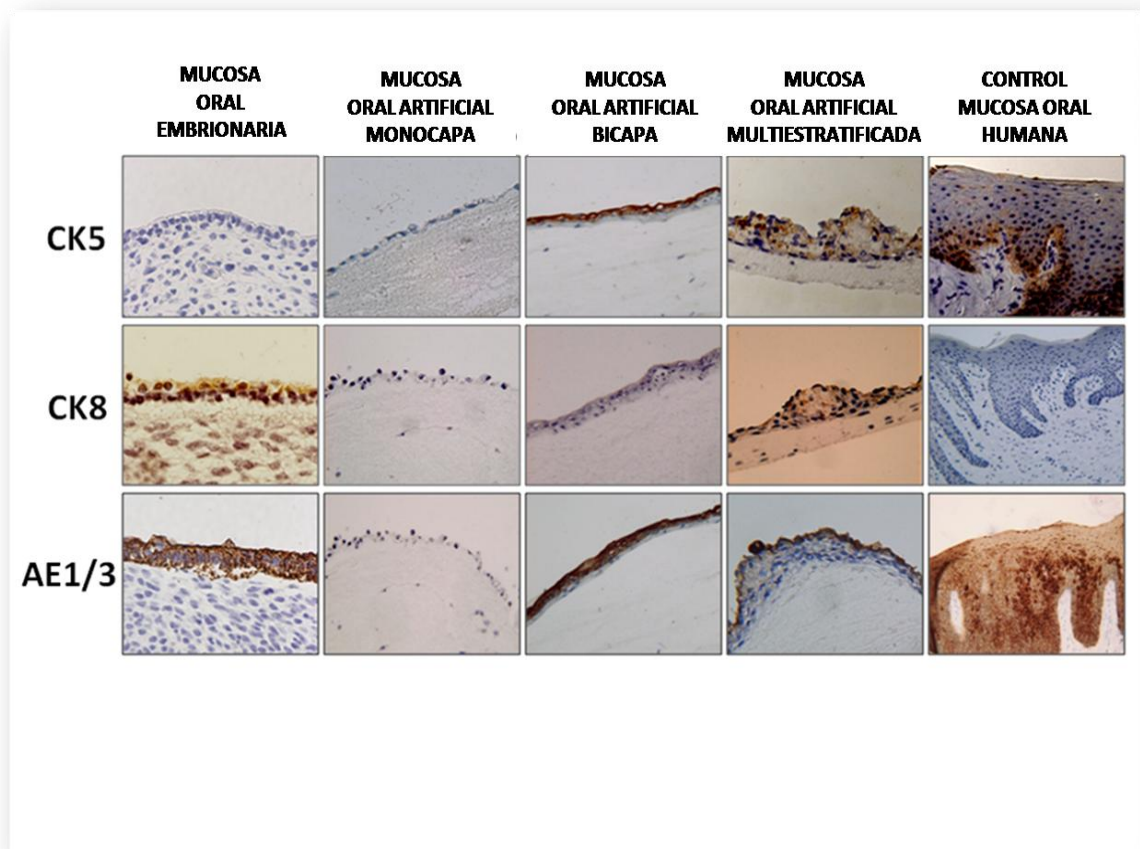 MUCOSA
ORAL
EMBRIONARIA
MUCOSA
ORAL ARTIFICIAL
MONOCAPA
MUCOSA
ORAL ARTIFICIAL
BICAPA
MUCOSA
ORAL ARTIFICIAL
MULTIESTRATIFICADA
CONTROL
MUCOSA ORAL
HUMANA
CK5
CK8
AE1/3